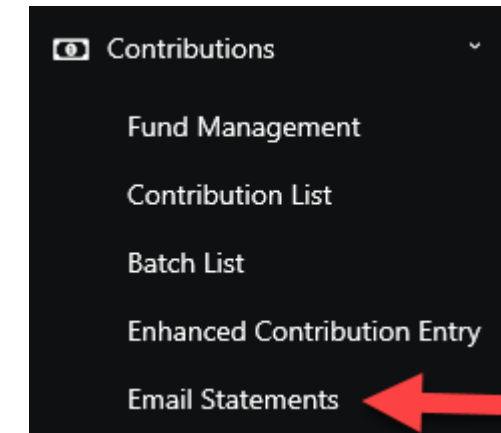 Contributions
Fund Management
Contribution List
Batch List
Enhanced Contribution Entry
Email Statements